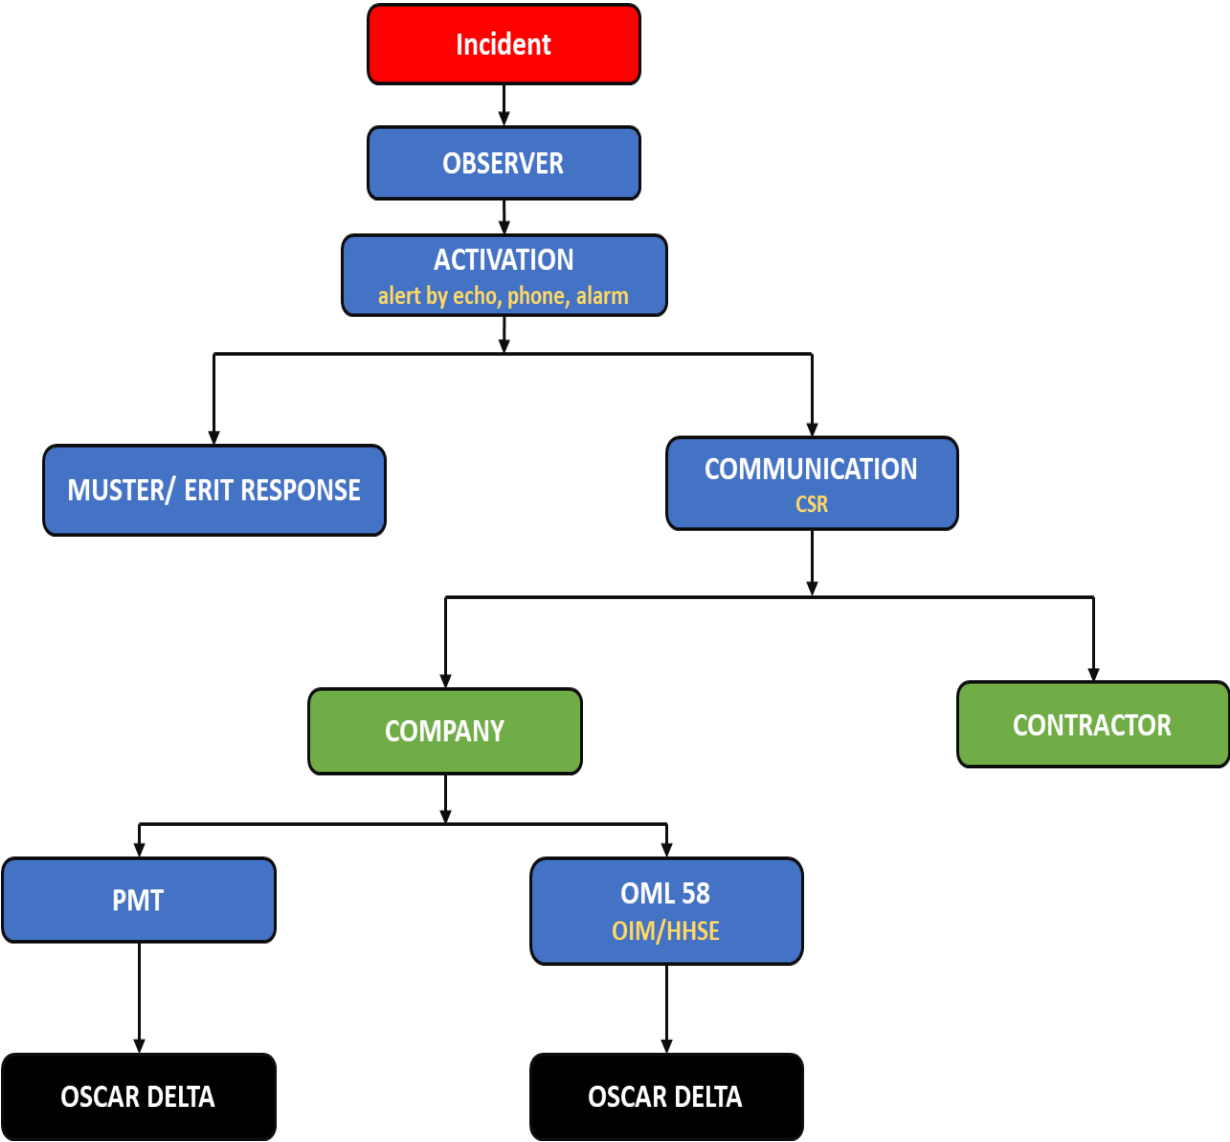 Incident
OBSERVER
ACTIVATION
alert by echo, phone, alarm
MUSTER/ ERIT RESPONSE
COMMUNICATION
CSR
COMPANY
CONTRACTOR
PMT
OML 58
OIM/HHSE
OSCAR DELTA
OSCAR DELTA